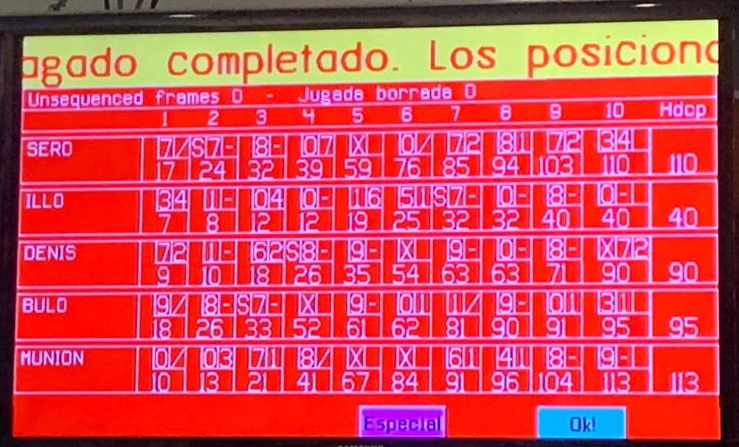 agado completado. Los posicionc
Unsequenced frames 0 - Jugada borrada 0
1 2 3 4 5 6 7 8 9 10 Hdcp
SERO 7/ S7- 8- 07 X 0/ 72 81 72 34
17 24 32 39 59 76 85 94 103 110 110
ILLO 34 1- 04 0- 16 51 S7- 0- 8- 0-
7 8 12 12 19 25 32 32 40 40 40
DENIS 72 1- 62 S8- 9- X 9- 0- 8- X72
9 10 18 26 35 54 63 63 71 90 90
BULO 9/ 8- S7- X 9- 01 1/ 9- 01 31
18 26 33 52 61 62 81 90 91 95 95
MUNION 0/ 03 71 8/ X X 61 41 8- 9-
10 13 21 41 67 84 91 96 104 113 113
Especial Ok!